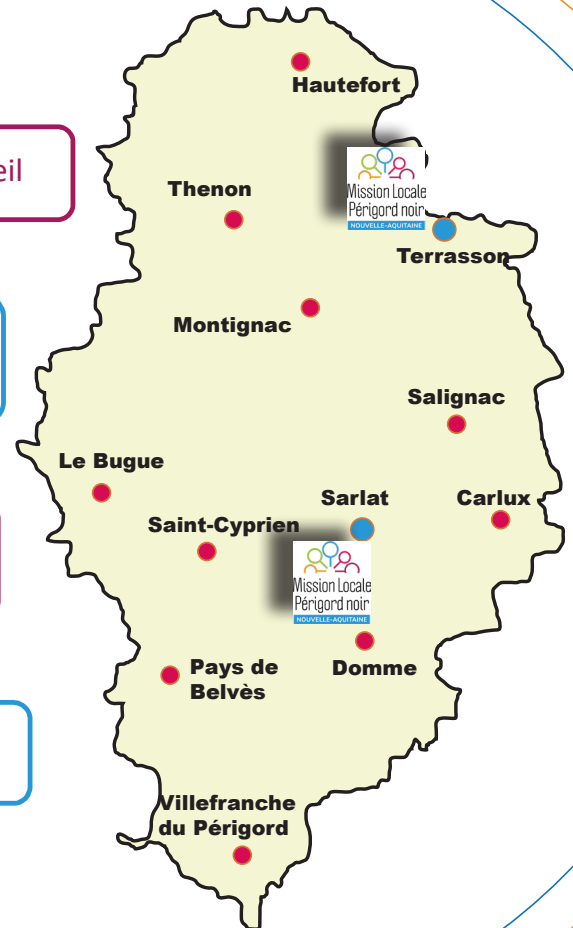 Hautefort
eil
Mission Locale
Périgord noir
NOUVELLE-AQUITAINE
Thenon
Terrasson
Montignac
Salignac
Le Bugue
Sarlat
Carlux
Saint-Cyprien
Mission Locale
Périgord noir
NOUVELLE-AQUITAINE
Pays de
Belvès
Domme
Villefranche
du Périgord